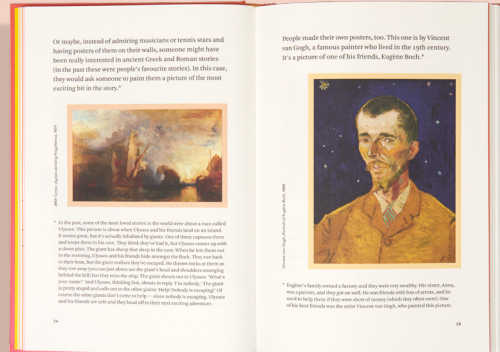 Or maybe, instead of admiring musicians or tennis stars and
having posters of them on their walls, someone might have
been really interested in ancient Greek and Roman stories
(in the past these were people's favourite stories). In this case,
they would ask someone to paint them a picture of the most
exciting bit in the story.*
* In the past, some of the most loved stories in the world were about a man called
Ulysses. This picture is about when Ulysses and his friends land on an island.
It seems great, but it's actually inhabited by giants. One of them captures them
and keeps them in his cave. They think they've had it, but Ulysses comes up with
a clever plan. The giant has sheep that sleep in the cave. When he lets them out
in the morning, Ulysses and his friends hide amongst the flock. They run back
to their boat, but the giant realises they've escaped. He throws rocks at them as
they row away (you can just about see the giant's head and shoulders emerging
behind the hill) but they miss the ship. The giant shouts out to Ulysses: 'What's
your name?' And Ulysses, thinking fast, shouts in reply 'I'm nobody.' The giant
is pretty stupid and calls out to the other giants: 'Help! Nobody is escaping!' Of
course the other giants don't come to help — since nobody is escaping. Ulysses
and his friends are safe and they head off to their next exciting adventure.
24
People made their own posters, too. This one is by Vincent
van Gogh, a famous painter who lived in the 19th century.
It's a picture of one of his friends, Eugène Boch.*
Vincent van Gogh, Portrait of Eugène Boch, 1888
* Eugène's family owned a factory and they were very wealthy. His sister, Anna,
was a painter, and they got on well. He was friends with lots of artists, and he
used to help them if they were short of money (which they often were). One
of his best friends was the artist Vincent van Gogh, who painted this picture.
25